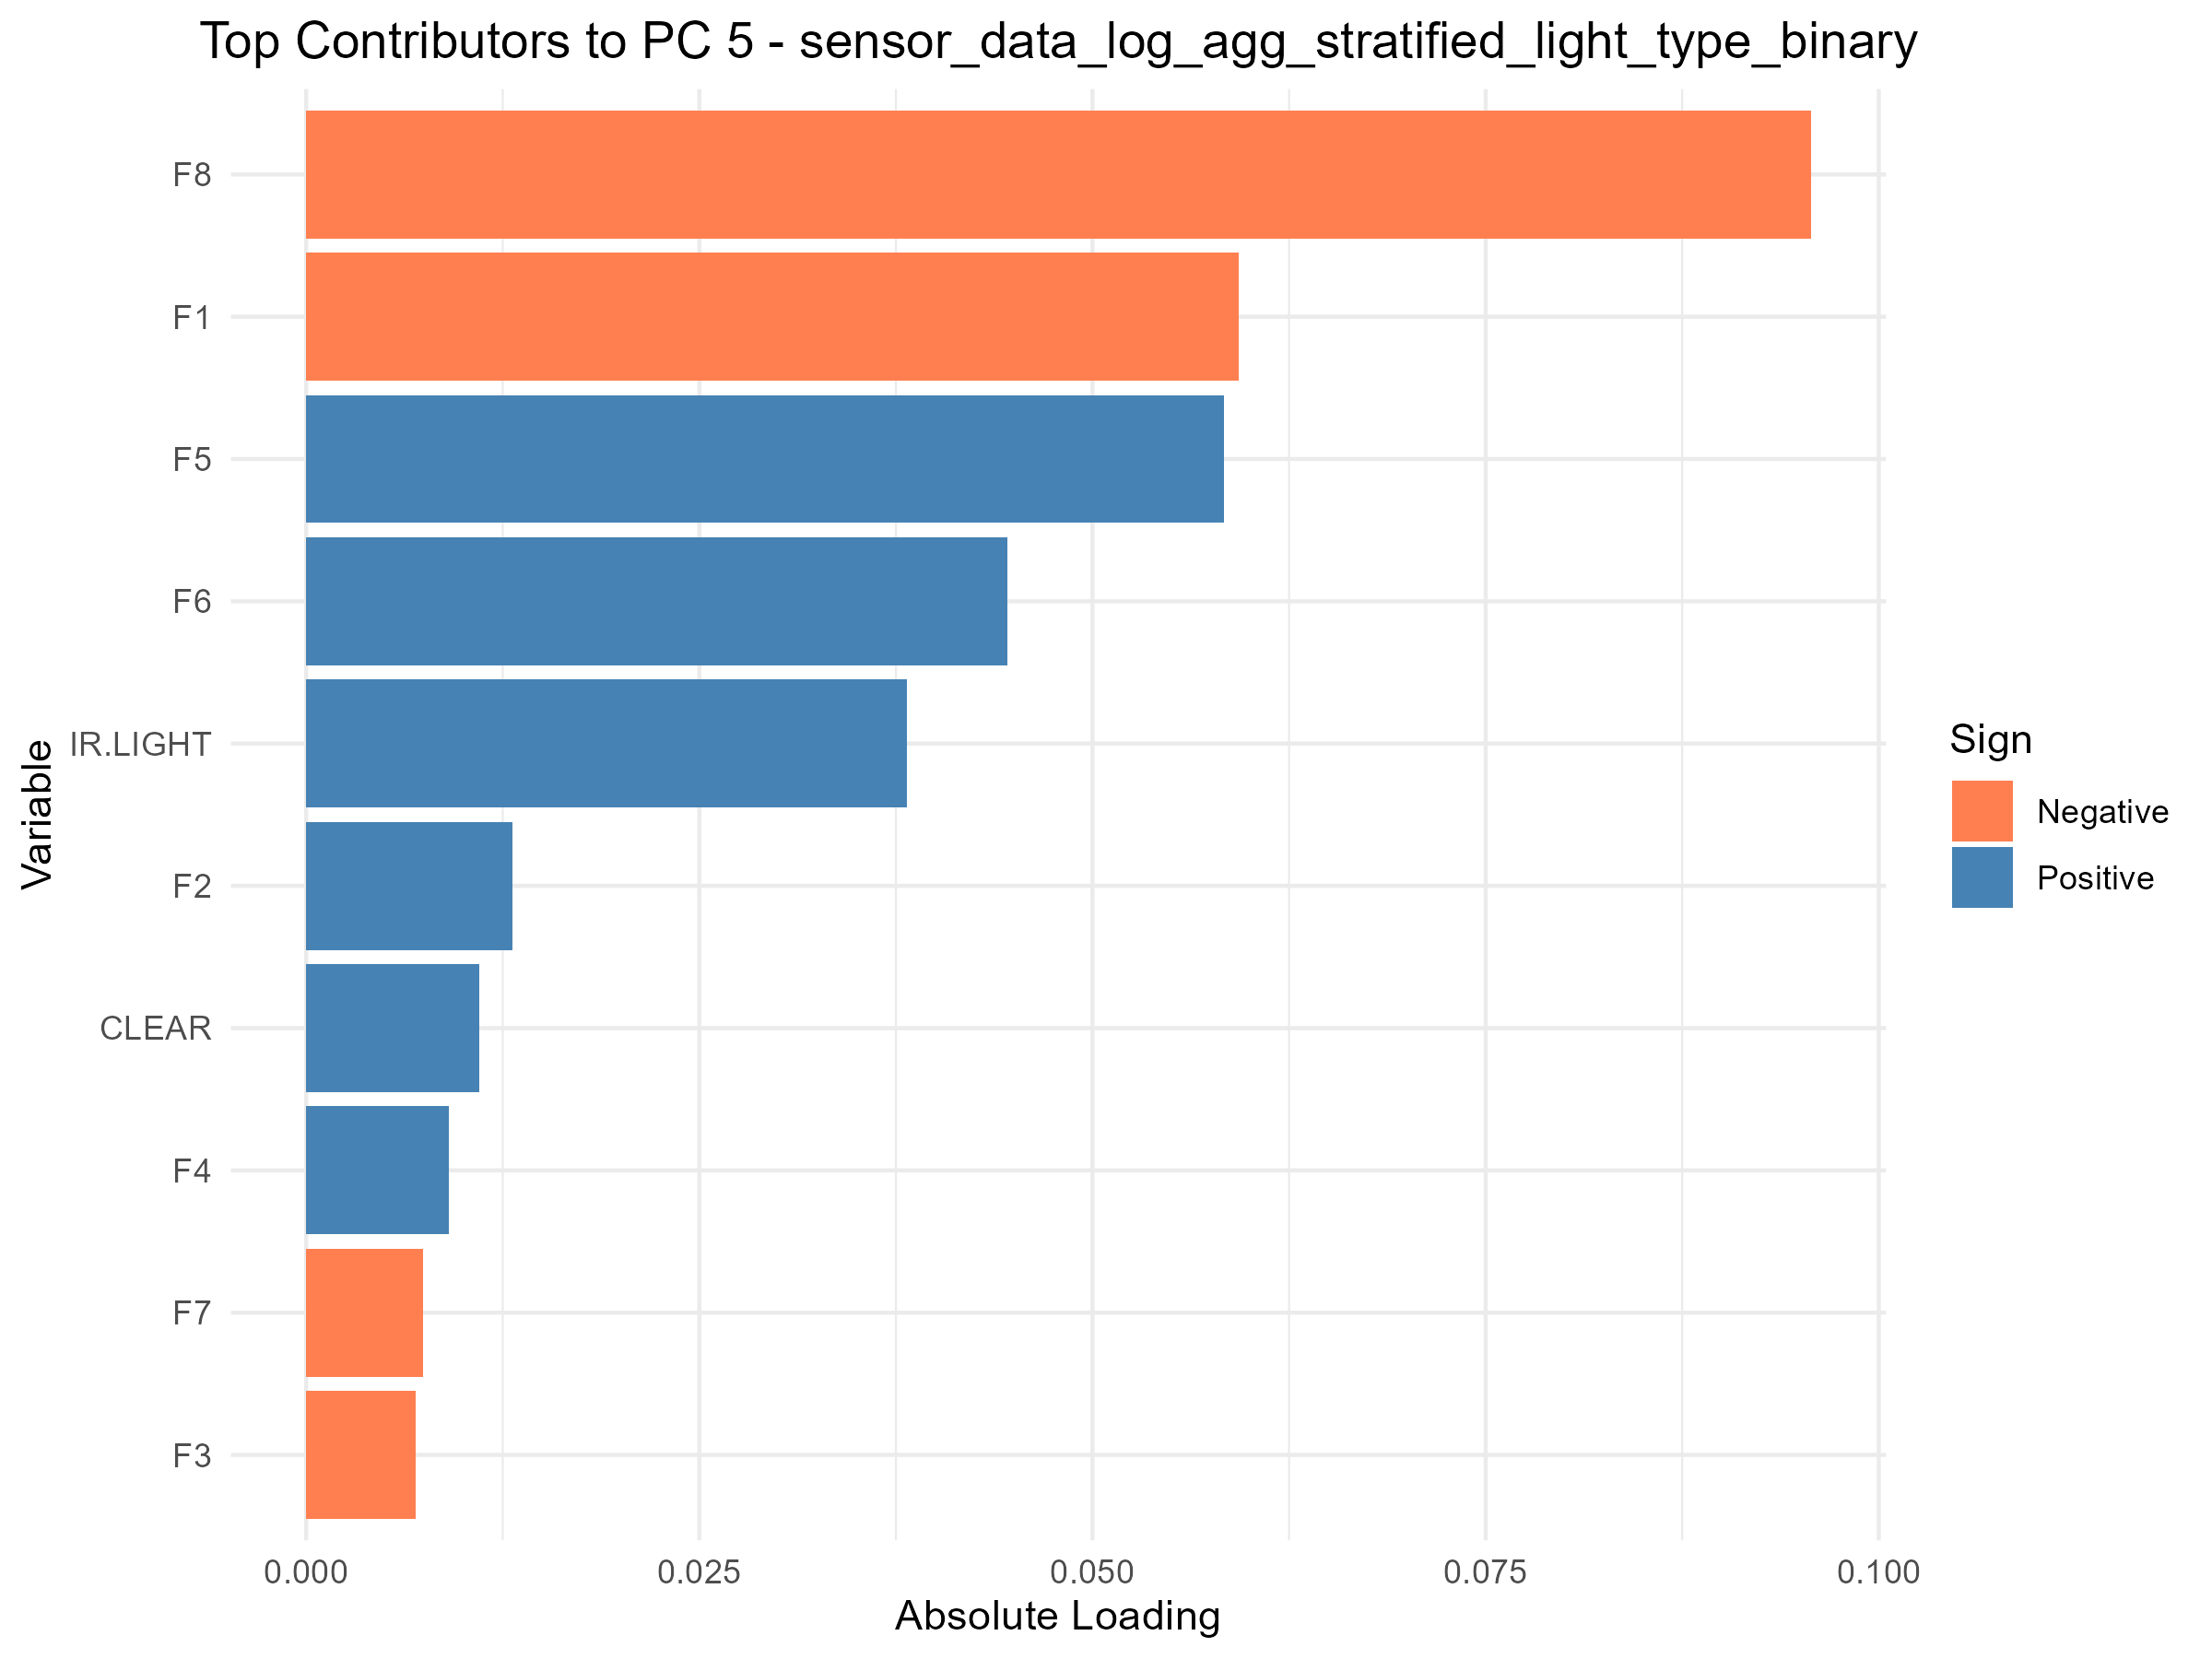 Top Contributors to PC 5 - sensor_data_log_agg_stratified_light_type_binary
Variable
F8
F1
F5
F6
IR.LIGHT
F2
CLEAR
F4
F7
F3
0.000 0.025 0.050 0.075 0.100
Absolute Loading
Sign
Negative
Positive